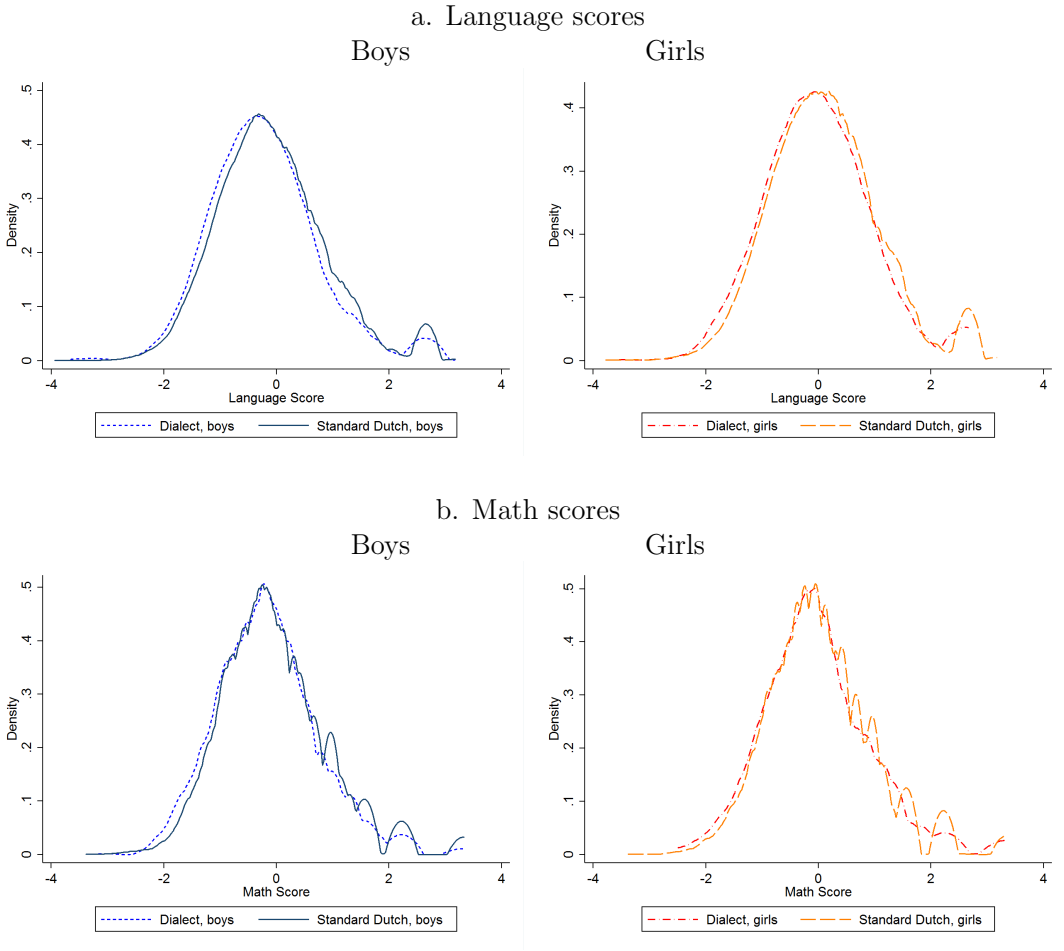 a. Language scores
Boys Girls
Density
0 .1 .2 .3 .4 .5
-4 -2 0 2 4
Language Score
Dialect, boys Standard Dutch, boys
Density
0 .1 .2 .3 .4
-4 -2 0 2 4
Language Score
Dialect, girls Standard Dutch, girls
b. Math scores
Boys Girls
Density
0 .1 .2 .3 .4 .5
-4 -2 0 2 4
Math Score
Dialect, boys Standard Dutch, boys
Density
0 .1 .2 .3 .4 .5
-4 -2 0 2 4
Math Score
Dialect, girls Standard Dutch, girls